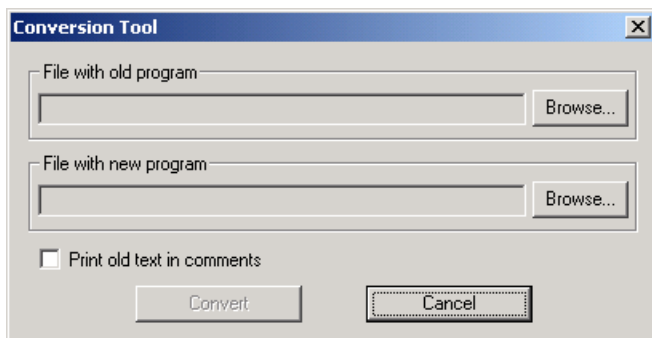 Conversion Tool
File with old program
Browse...
File with new program
Browse...
Print old text in comments
Convert
Cancel